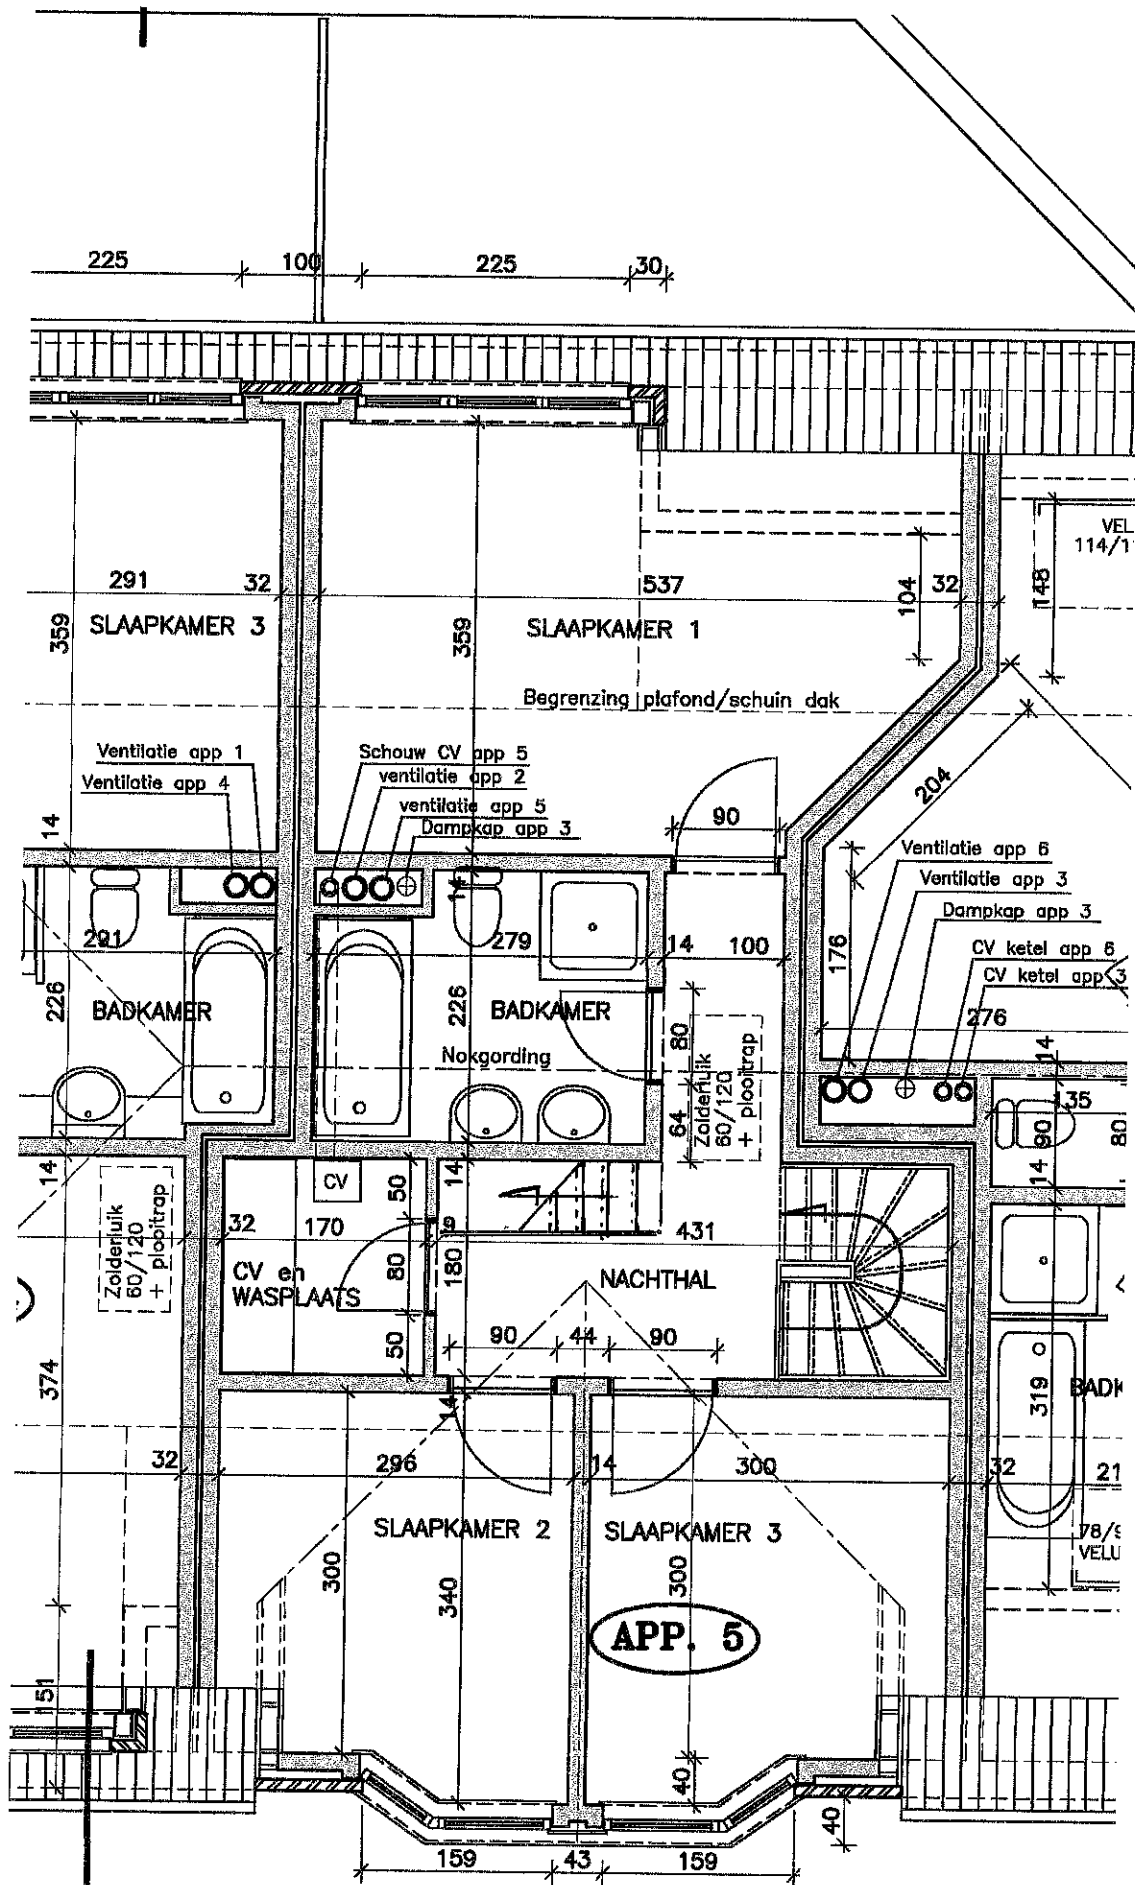 225 100 225 30
VEL
114/11
291 32 537 104 32 148
359 SLAAPKAMER 3 359 SLAAPKAMER 1
Begrenzing plafond/schuin dak
Ventilatie app 1
Ventilatie app 4
Schouw CV app 5
ventilatie app 2
ventilatie app 5
Dampkap app 3
14 90 204
Ventilatie app 6
Ventilatie app 3
Dampkap app 3
CV ketel app 6
CV ketel app 3
14
291 279 14 100 176
226 BADKAMER 226 BADKAMER 80 276
Nokgording
Zolderluik
60/120
+ plooitrap
64 14 135
90 80
14 14 50 14
CV
Zolderluik
60/120
+ plooitrap
32 170 431
CV en
WASPLAATS
80 180 NACHTHAL
50 90 44 90
374 319 BADK
14
32 296 14 300 32 21
SLAAPKAMER 2 SLAAPKAMER 3
78/9
VELU
300 340 300
APP. 5
151
40 40
159 43 159